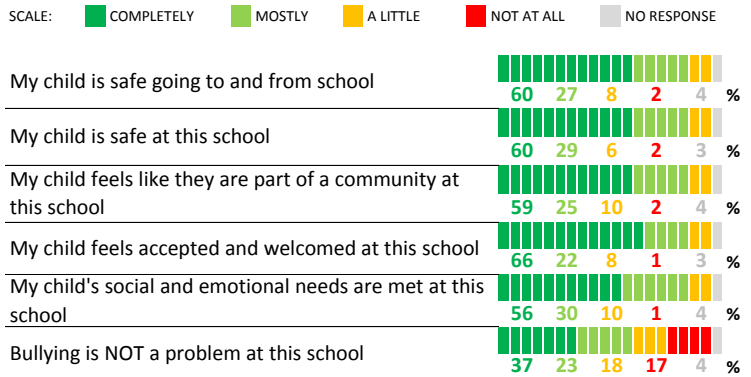 SCALE: COMPLETELY MOSTLY A LITTLE NOT AT ALL NO RESPONSE
My child is safe going to and from school
60 27 8 2 4 %
My child is safe at this school
60 29 6 2 3 %
My child feels like they are part of a community at
this school
59 25 10 2 4 %
My child feels accepted and welcomed at this school
66 22 8 1 3 %
My child's social and emotional needs are met at this
school
56 30 10 1 4 %
Bullying is NOT a problem at this school
37 23 18 17 4 %